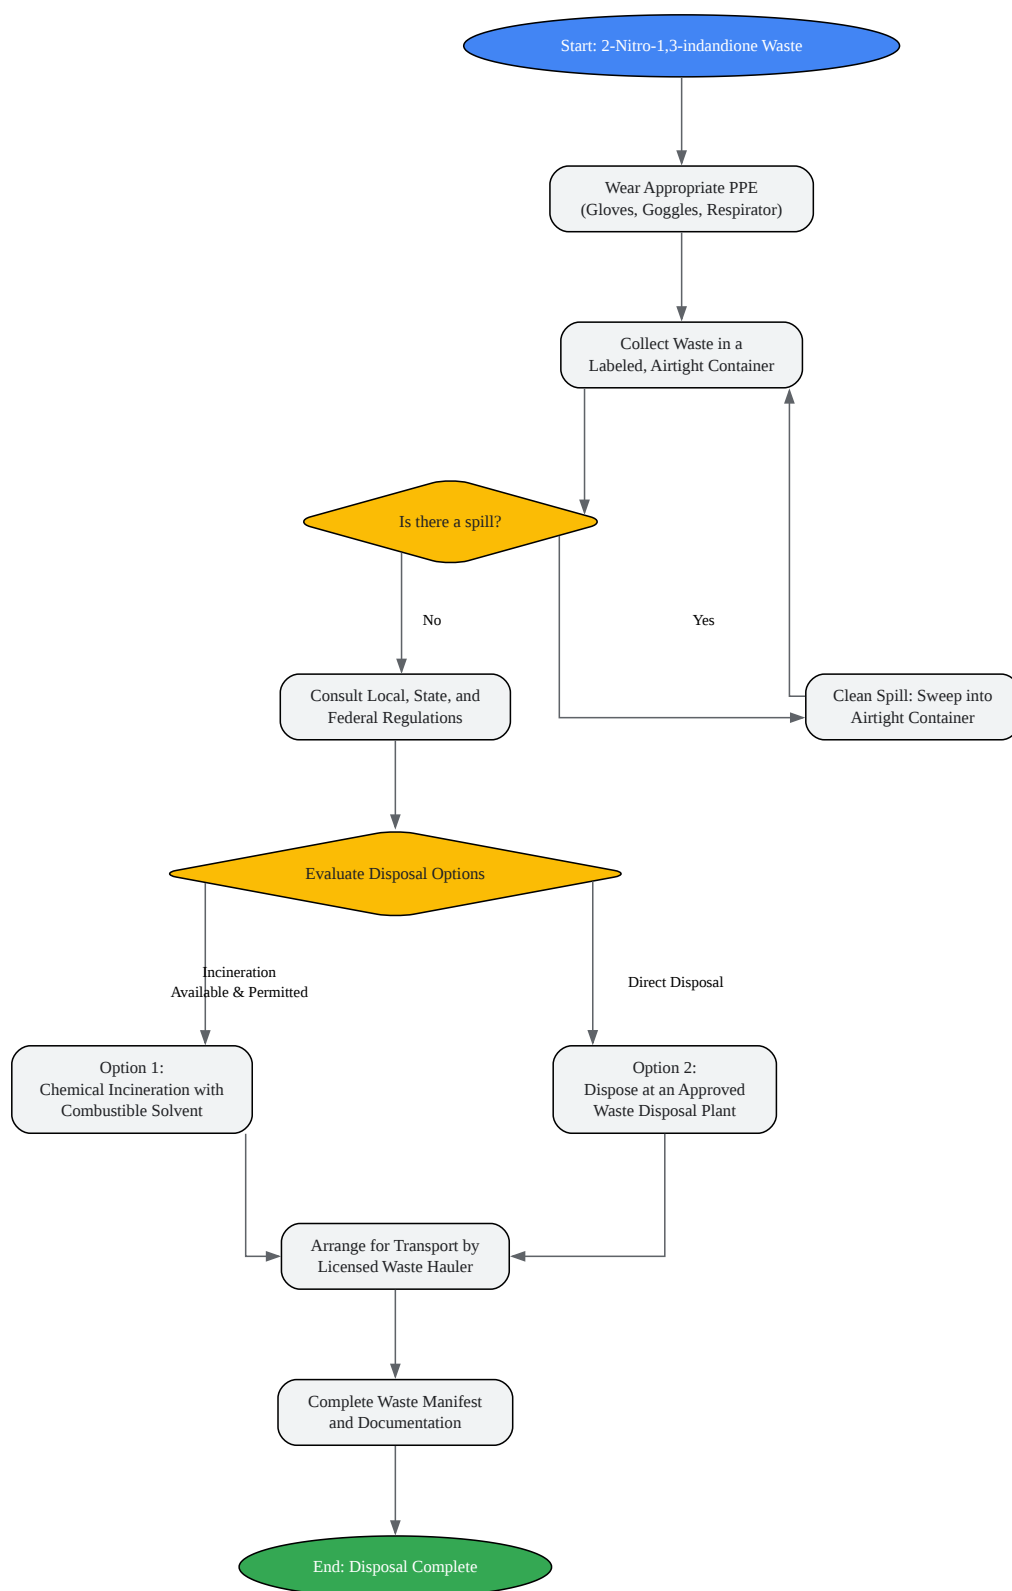 Start: 2-Nitro-1,3-indandione Waste
Wear Appropriate PPE
(Gloves, Goggles, Respirator)
Collect Waste in a
Labeled, Airtight Container
Is there a spill?
No
Yes
Consult Local, State, and
Federal Regulations
Clean Spill: Sweep into
Airtight Container
Evaluate Disposal Options
Incineration
Available & Permitted
Direct Disposal
Option 1:
Chemical Incineration with
Combustible Solvent
Option 2:
Dispose at an Approved
Waste Disposal Plant
Arrange for Transport by
Licensed Waste Hauler
Complete Waste Manifest
and Documentation
End: Disposal Complete